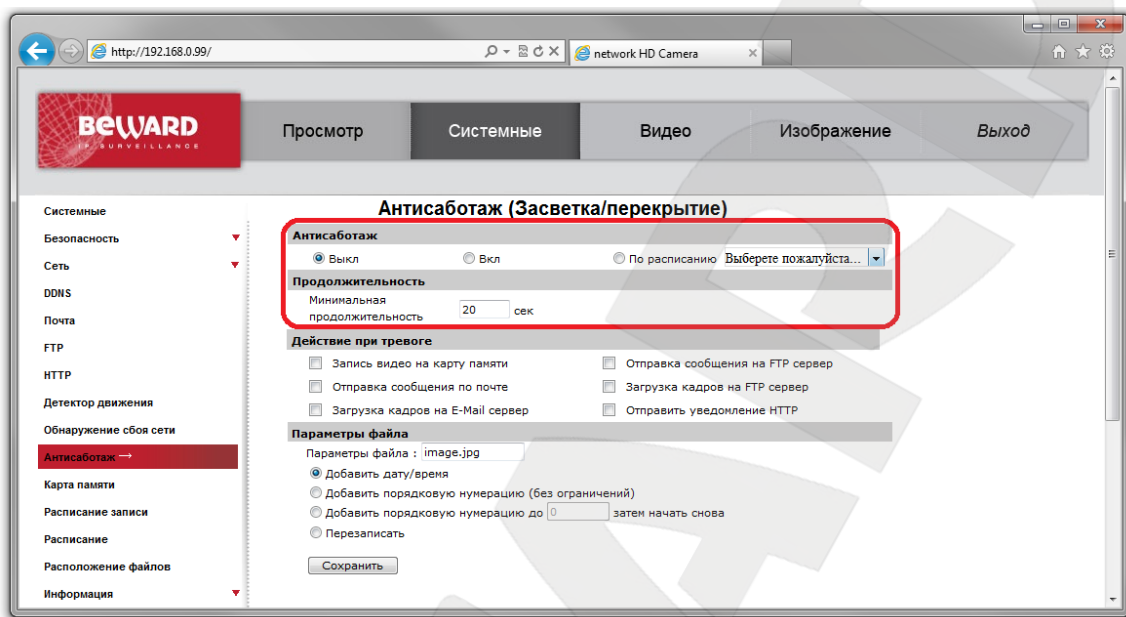 http://192.168.0.99/
network HD Camera
BEWARD
IP SURVEILLANCE
Просмотр
Системные
Видео
Изображение
Выход
Системные
Безопасность
Сеть
DDNS
Почта
FTP
HTTP
Детектор движения
Обнаружение сбоя сети
Антисаботаж →
Карта памяти
Расписание записи
Расписание
Расположение файлов
Информация
Антисаботаж (Засветка/перекрытие)
Антисаботаж
Выкл Вкл По расписанию Выберете пожалуйста...
Продолжительность
Минимальная
продолжительность 20 сек
Действие при тревоге
Запись видео на карту памяти Отправка сообщения на FTP сервер
Отправка сообщения по почте Загрузка кадров на FTP сервер
Загрузка кадров на E-Mail сервер Отправить уведомление HTTP
Параметры файла
Параметры файла : image.jpg
Добавить дату/время
Добавить порядковую нумерацию (без ограничений)
Добавить порядковую нумерацию до 0 затем начать снова
Перезаписать
Сохранить